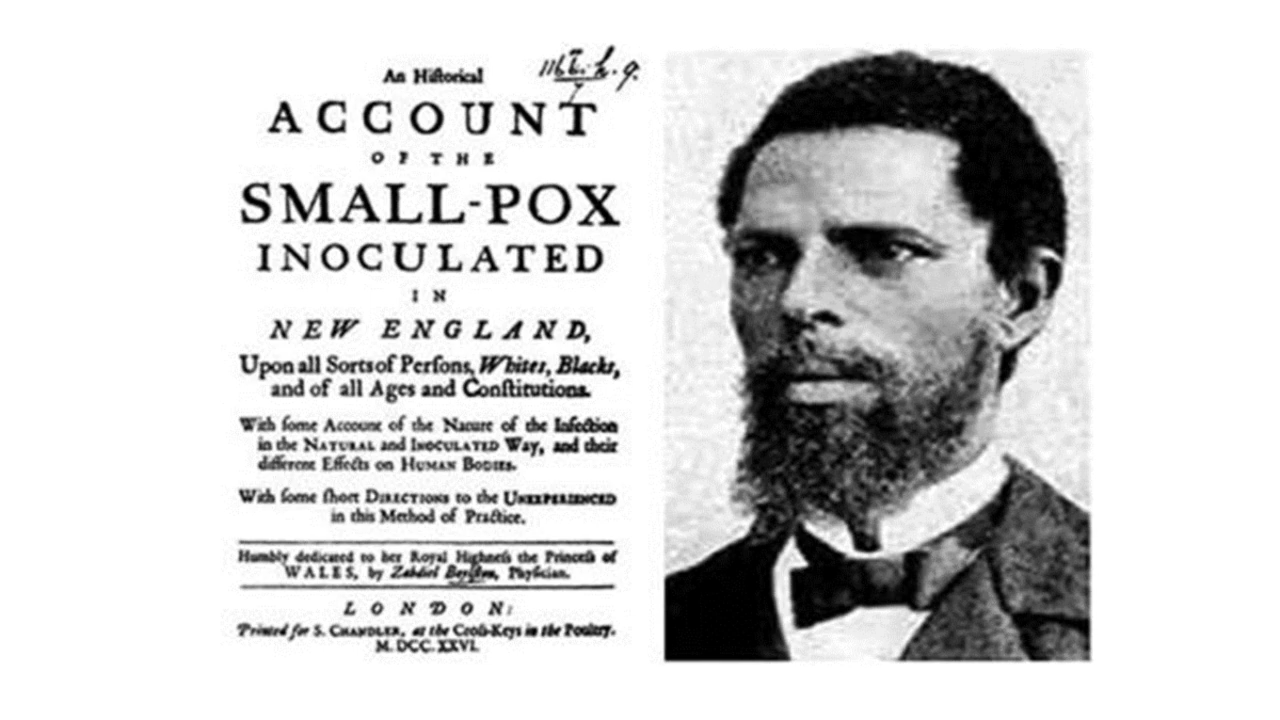 An Hiſtorical
ACCOUNT
OF THE
SMALL-POX
INOCULATED
IN
NEW ENGLAND,
Upon all Sorts of Perſons, Whites, Blacks,
and of all Ages and Conſtitutions.
With ſome Account of the Nature of the Infection
in the NATURAL and INOCULATED Way, and their
different Effects on HUMAN BODIES.
With ſome ſhort DIRECTIONS to the UNEXPERIENCED
in this Method of Practice.
Humbly dedicated to her Royal Highneſs the Princeſs of
WALES, by Zabdiel Boylſton, Phyſician.
LONDON:
Printed for S. CHANDLER, at the Croſs-Keys in the Poultry.
M. DCC. XXVI.